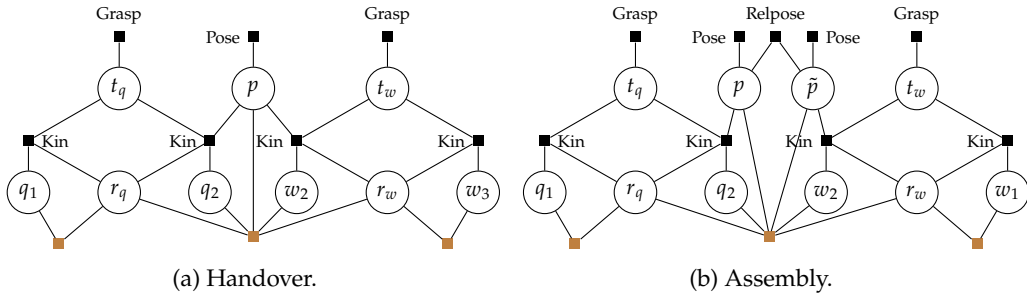 Grasp Grasp Grasp Relpose Grasp
Pose Pose Pose
t_q p t_w t_q p p̃ t_w
Kin Kin Kin Kin Kin Kin Kin Kin
q_1 r_q q_2 w_2 r_w w_3 q_1 r_q q_2 w_2 r_w w_1
(a) Handover. (b) Assembly.